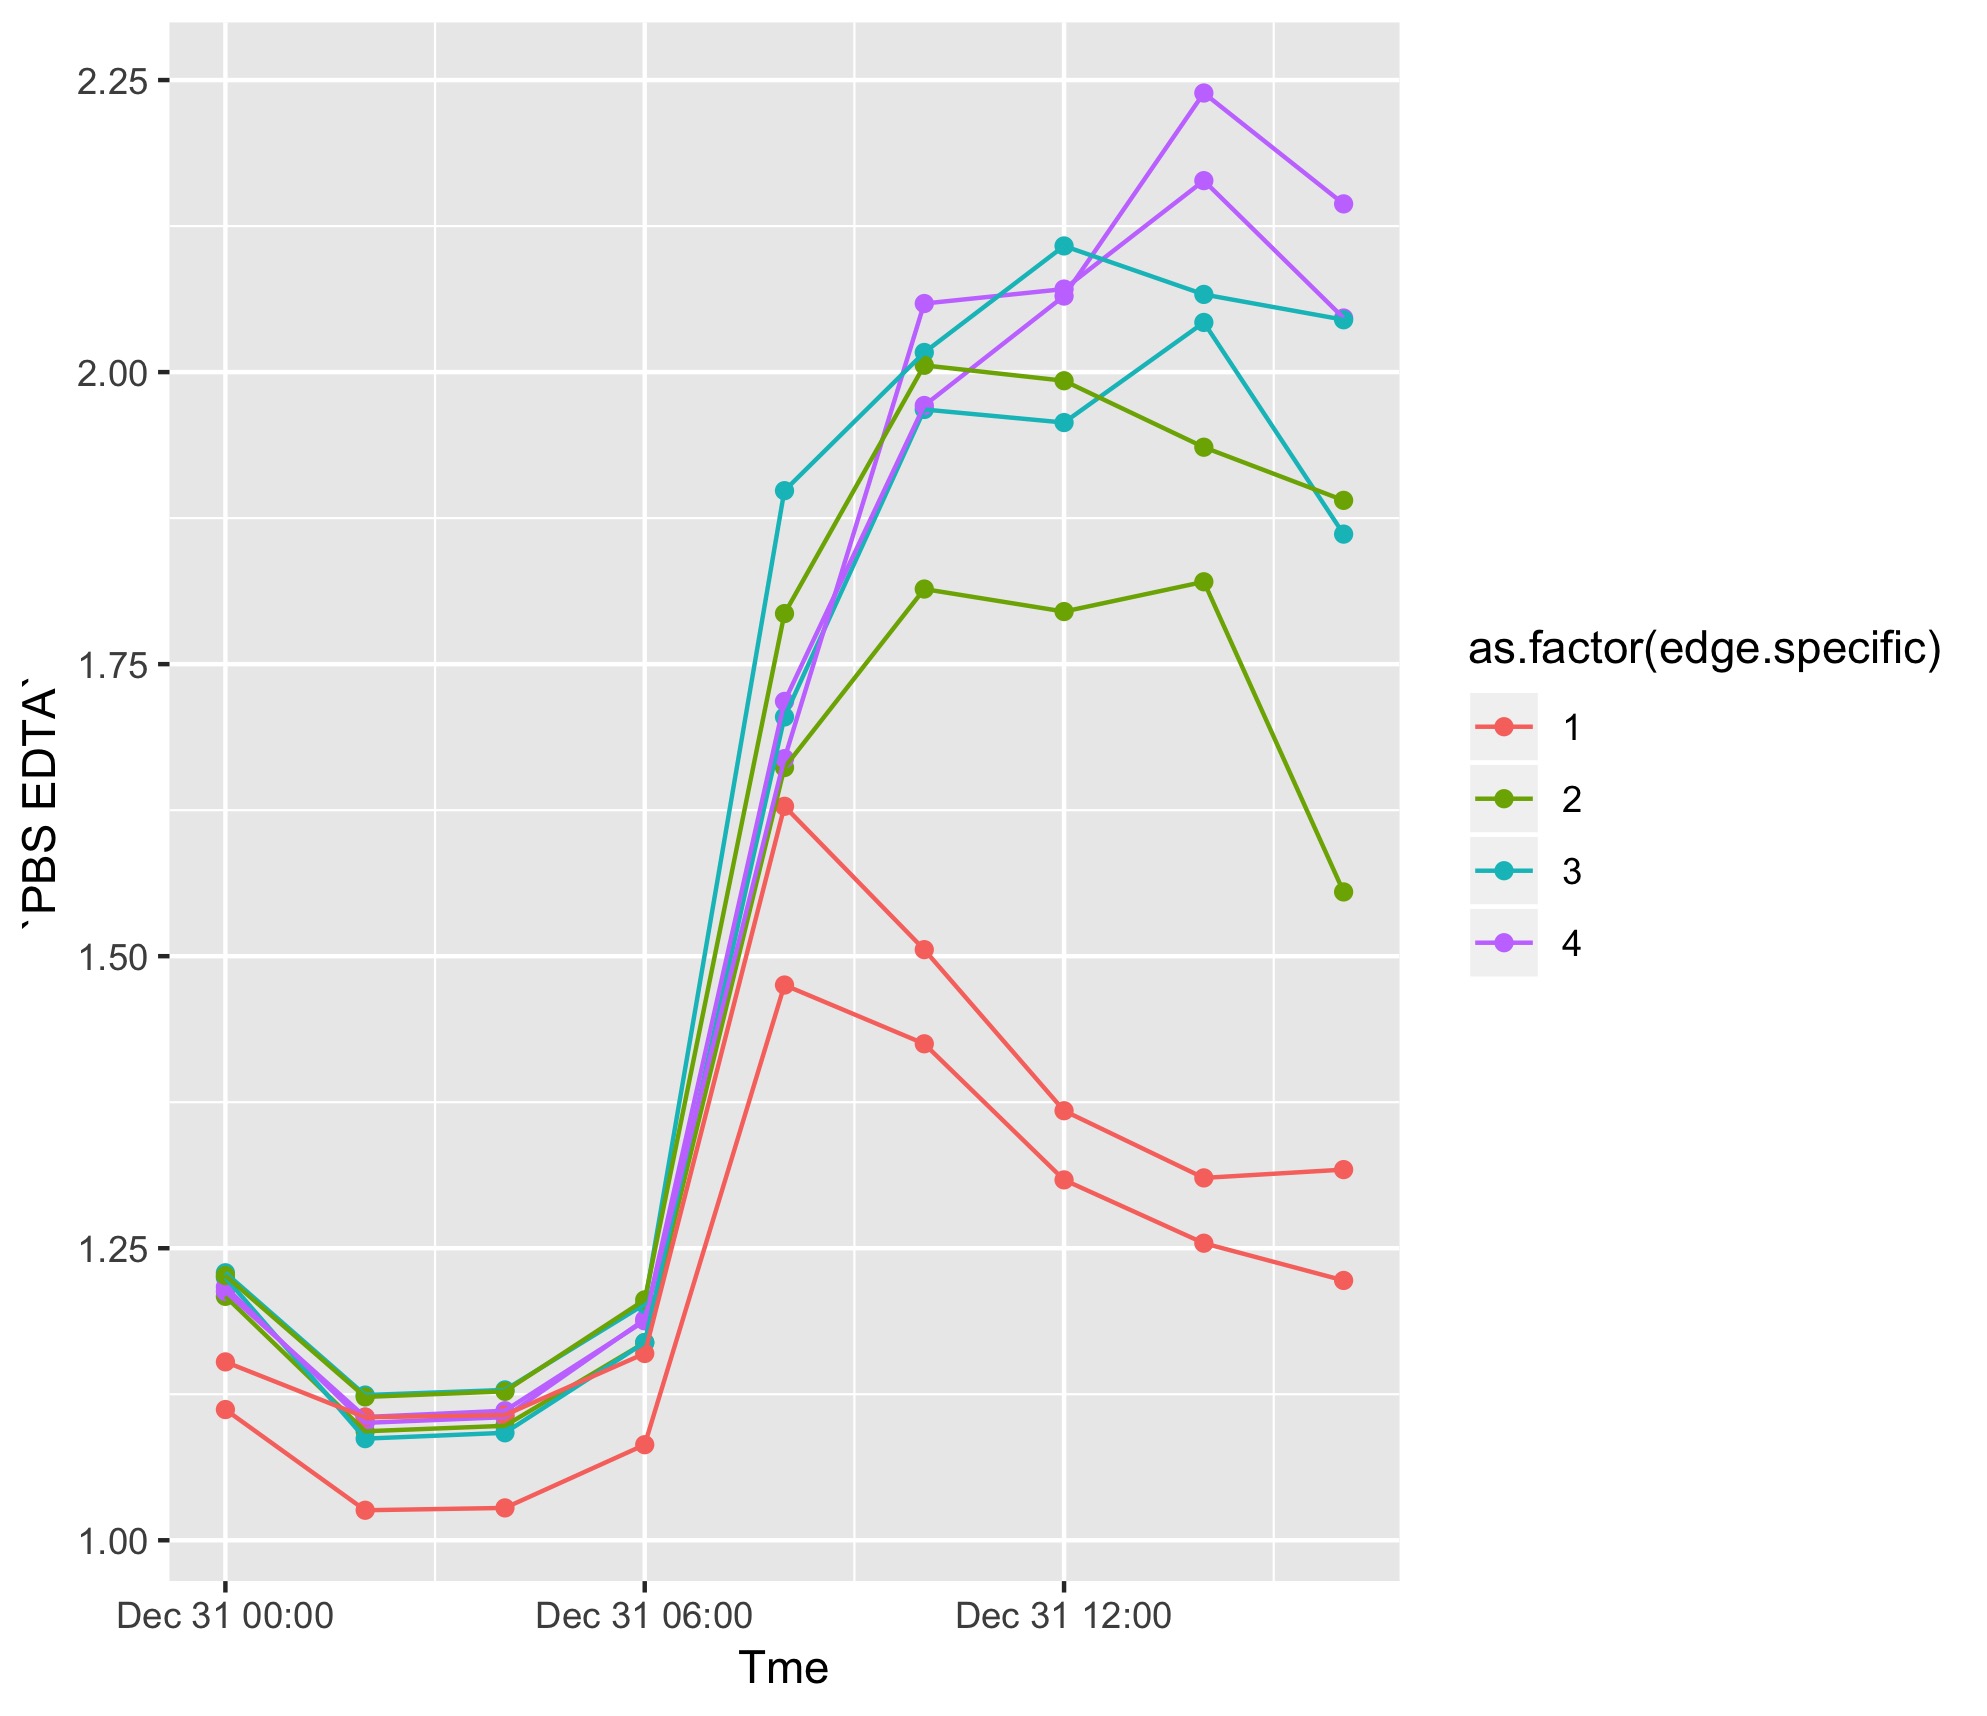 2.25
2.00
1.75
1.50
1.25
1.00
`PBS EDTA`
Dec 31 00:00
Dec 31 06:00
Dec 31 12:00
Tme
as.factor(edge.specific)
1
2
3
4